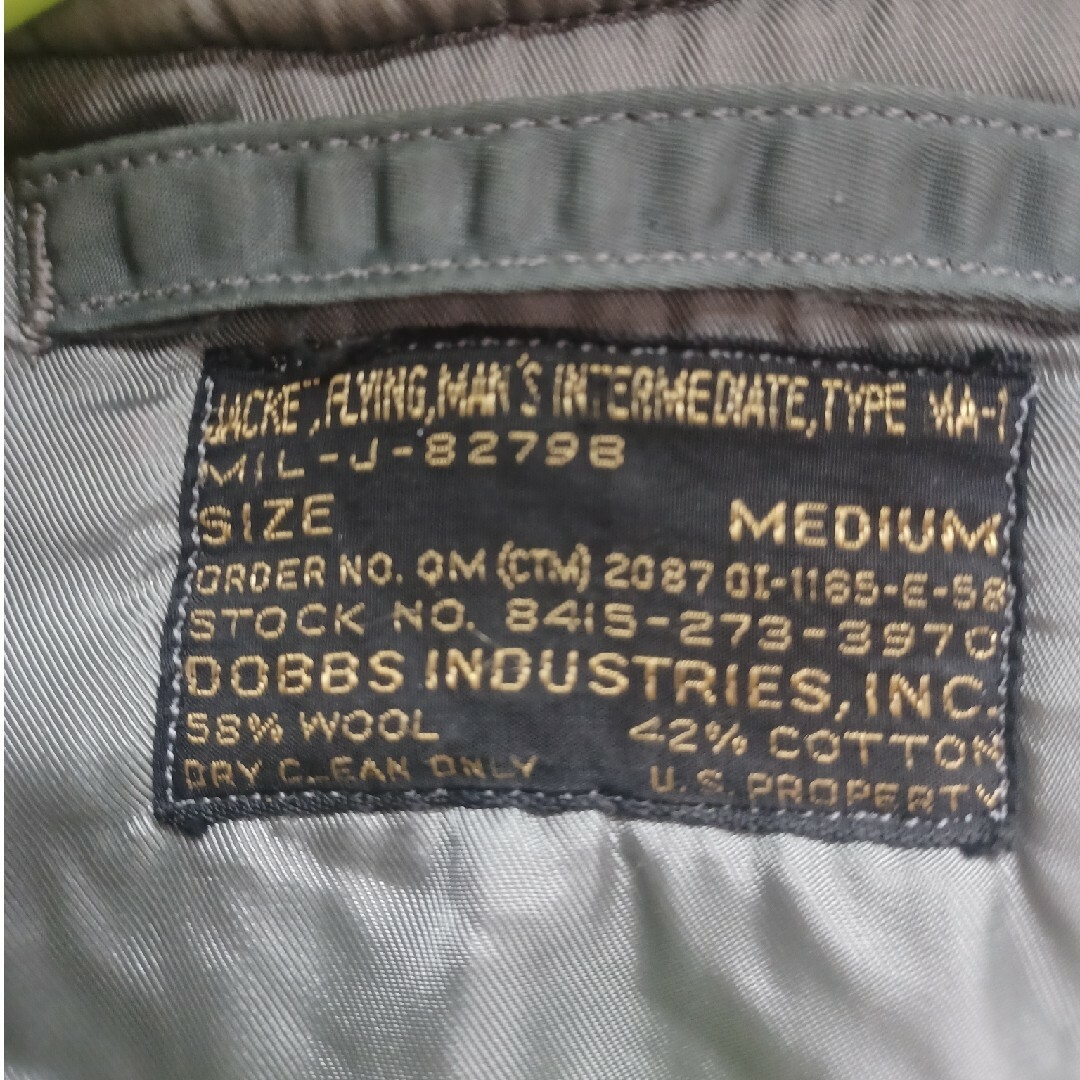 JACKET, FLYING, MAN'S INTERMEDIATE, TYPE MA-1
MIL-J-8279B
SIZE MEDIUM
ORDER NO. QM (CTM) 2087 GI-1165-E-58
STOCK NO. 8415-273-3970
DOBBS INDUSTRIES, INC.
58% WOOL 42% COTTON
DRY CLEAN ONLY U.S. PROPERTY